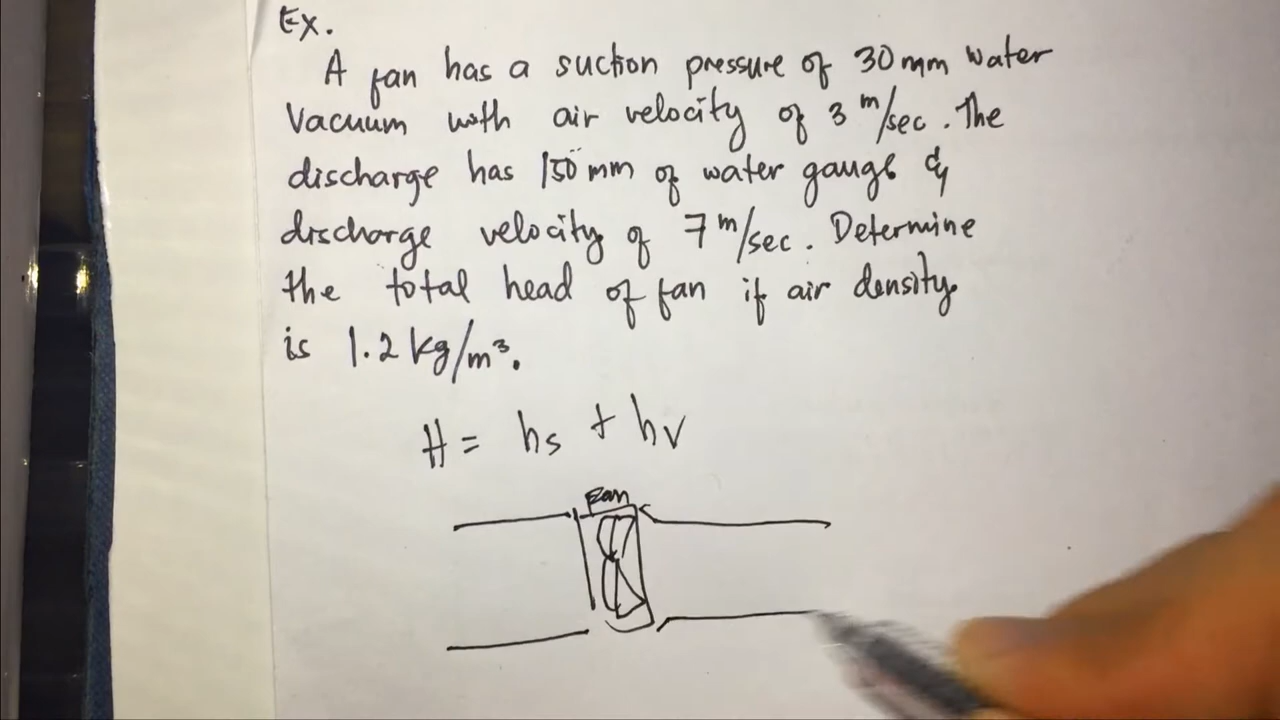 Ex.
A fan has a suction pressure of 30 mm water
Vacuum with air velocity of 3 m/sec. The
discharge has 150 mm of water gauge &
discharge velocity of 7 m/sec. Determine
the total head of fan if air density
is 1.2 kg/m³.
H = hs + hv
Fan